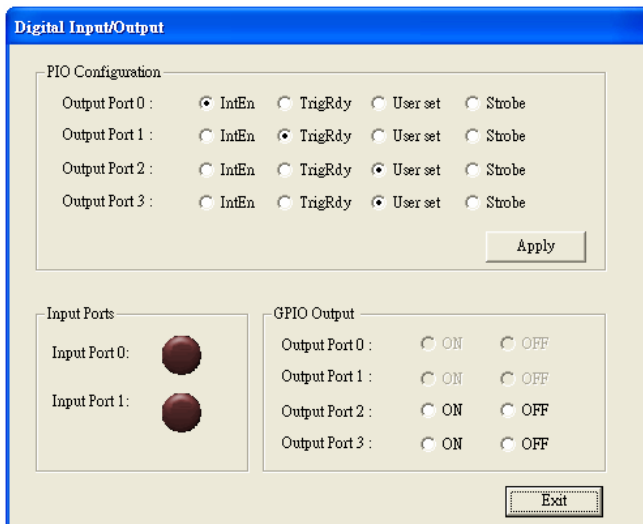 Digital Input/Output
PIO Configuration
Output Port 0 : IntEn TrigRdy User set Strobe
Output Port 1 : IntEn TrigRdy User set Strobe
Output Port 2 : IntEn TrigRdy User set Strobe
Output Port 3 : IntEn TrigRdy User set Strobe
Apply
Input Ports
Input Port 0:
Input Port 1:
GPIO Output
Output Port 0 : ON OFF
Output Port 1 : ON OFF
Output Port 2 : ON OFF
Output Port 3 : ON OFF
Exit